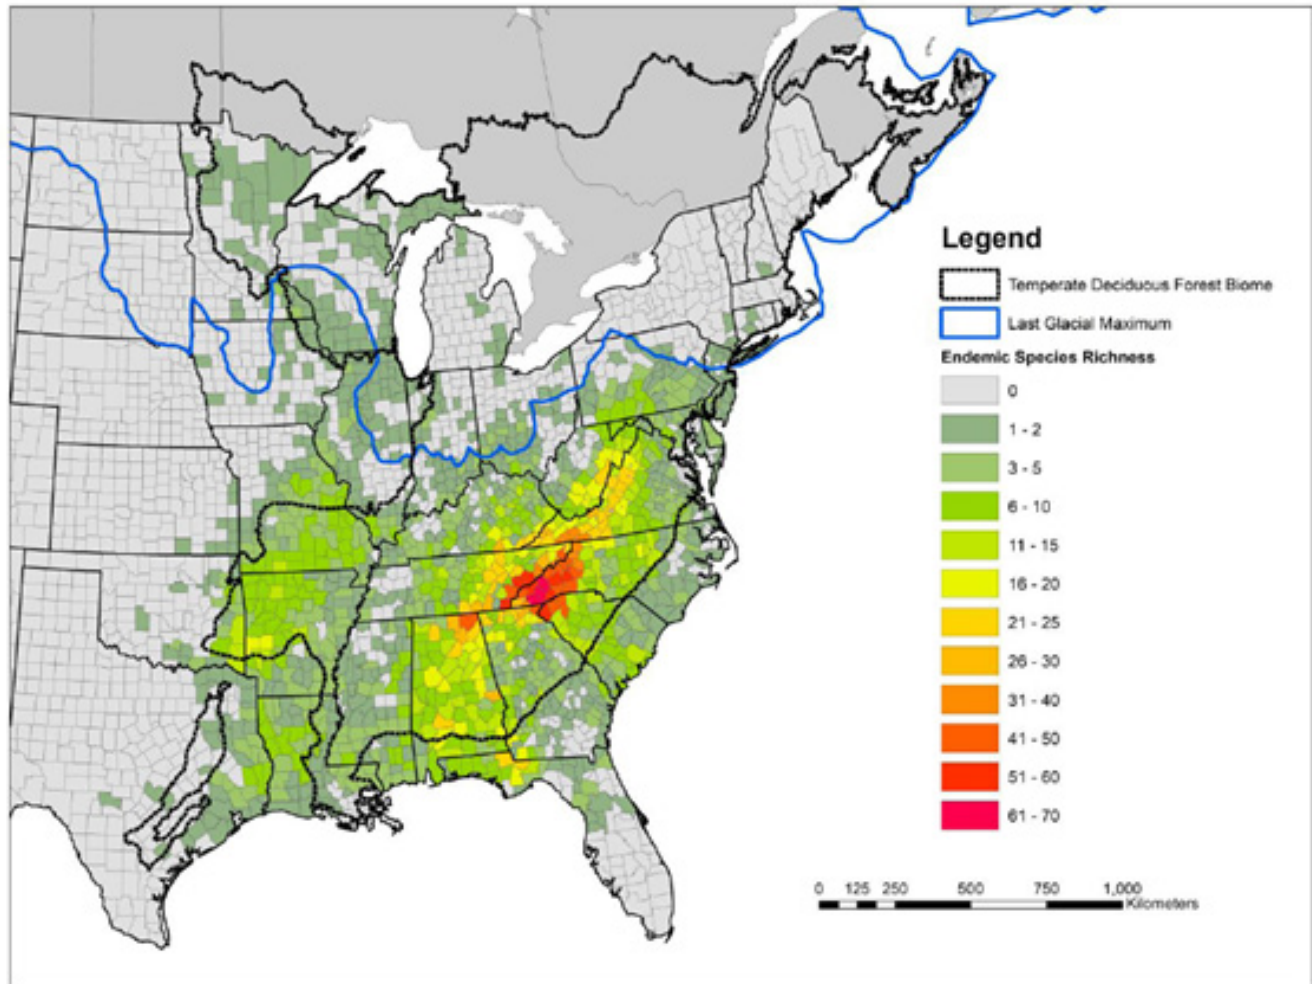 Legend
Temperate Deciduous Forest Biome
Last Glacial Maximum
Endemic Species Richness
0
1 - 2
3 - 5
6 - 10
11 - 15
16 - 20
21 - 25
26 - 30
31 - 40
41 - 50
51 - 60
61 - 70
0 125 250 500 750 1,000
Kilometers